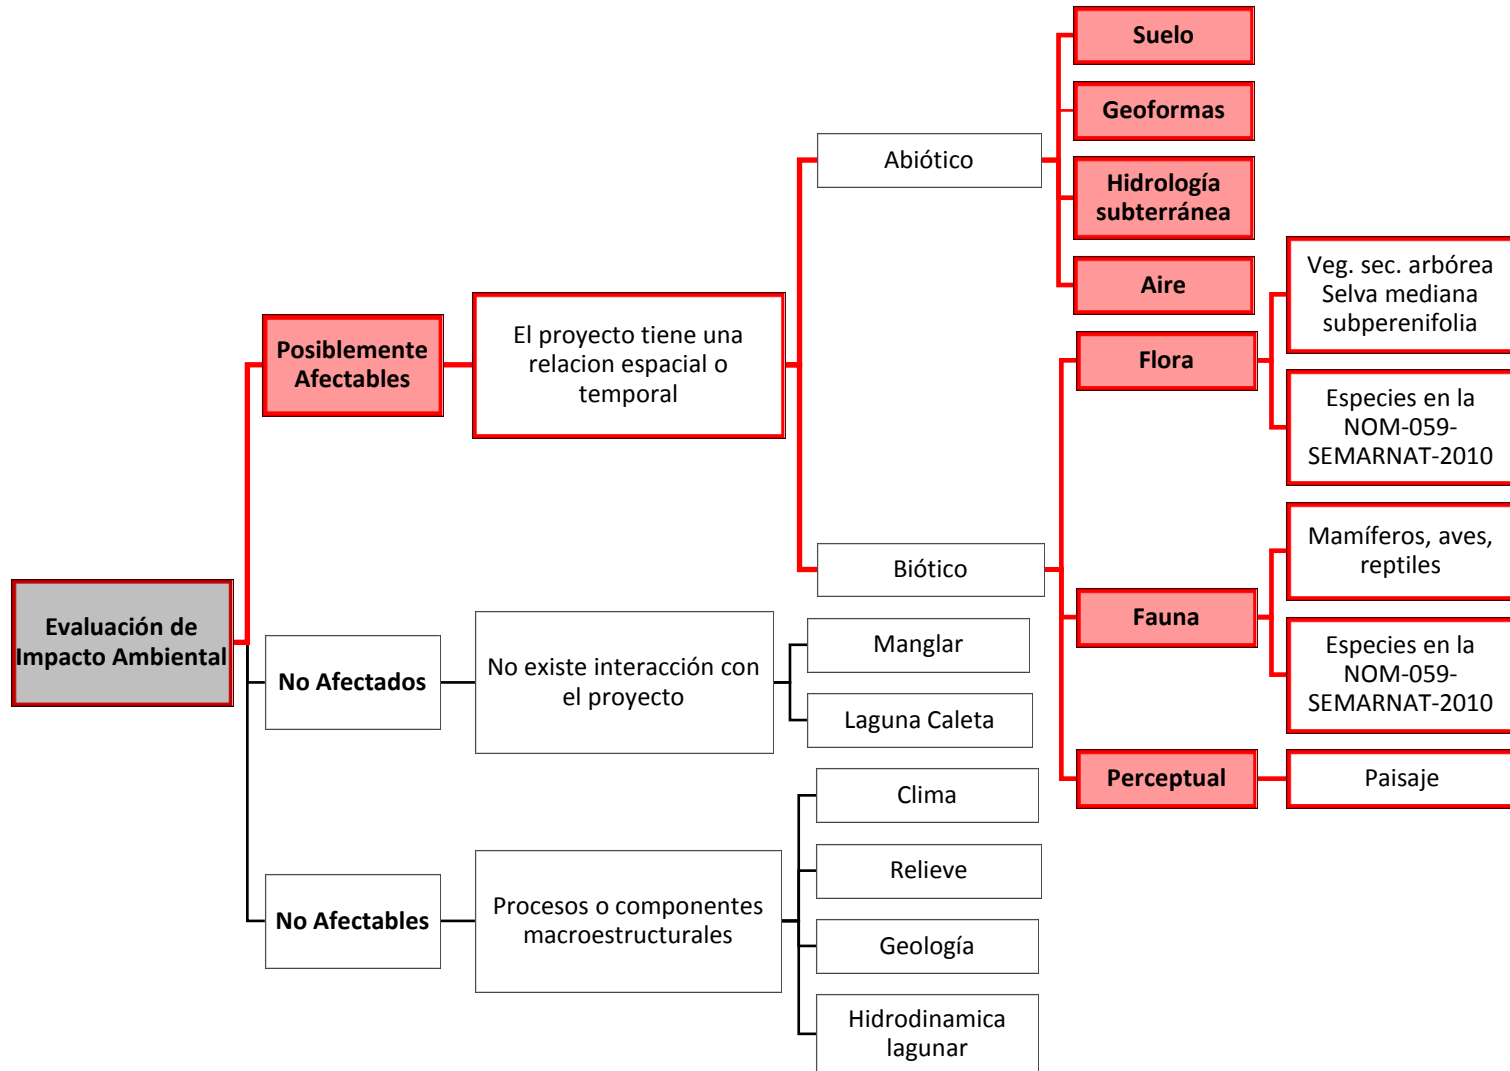 Evaluación de
Impacto Ambiental
Posiblemente
Afectables
El proyecto tiene una
relacion espacial o
temporal
Abiótico
Suelo
Geoformas
Hidrología
subterránea
Aire
Biótico
Flora
Veg. sec. arbórea
Selva mediana
subperenifolia
Especies en la
NOM-059-
SEMARNAT-2010
Fauna
Mamíferos, aves,
reptiles
Especies en la
NOM-059-
SEMARNAT-2010
Perceptual
Paisaje
No Afectados
No existe interacción con
el proyecto
Manglar
Laguna Caleta
No Afectables
Procesos o componentes
macroestructurales
Clima
Relieve
Geología
Hidrodinamica
lagunar